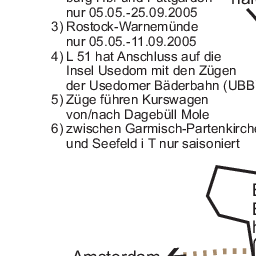 nur 05.05.-25.09.2005
3) Rostock-Warnemünde
nur 05.05.-11.09.2005
4) L 51 hat Anschluss auf die
Insel Usedom mit den Zügen
der Usedomer Bäderbahn (UBB
5) Züge führen Kurswagen
von/nach Dagebüll Mole
6) zwischen Garmisch-Partenkirche
und Seefeld i T nur saisoniert